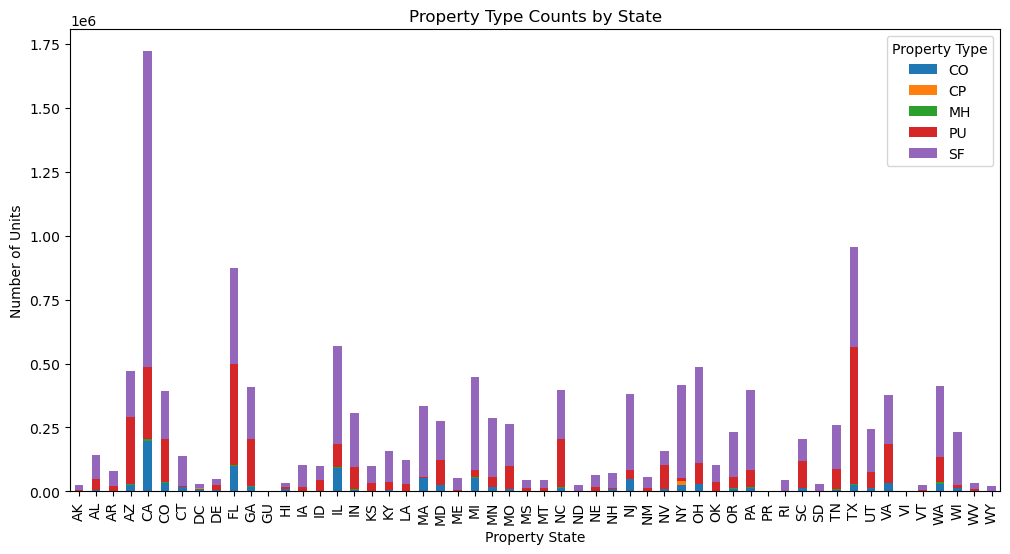 Property Type Counts by State
1e6
Number of Units
1.75
1.50
1.25
1.00
0.75
0.50
0.25
0.00
Property Type
CO
CP
MH
PU
SF
AK AL AR AZ CA CO CT DC DE FL GA GU HI IA ID IL IN KS KY LA MA MD ME MI MN MO MS MT NC ND NE NH NJ NM NV NY OH OK OR PA PR RI SC SD TN TX UT VA VI VT WA WI WV WY
Property State